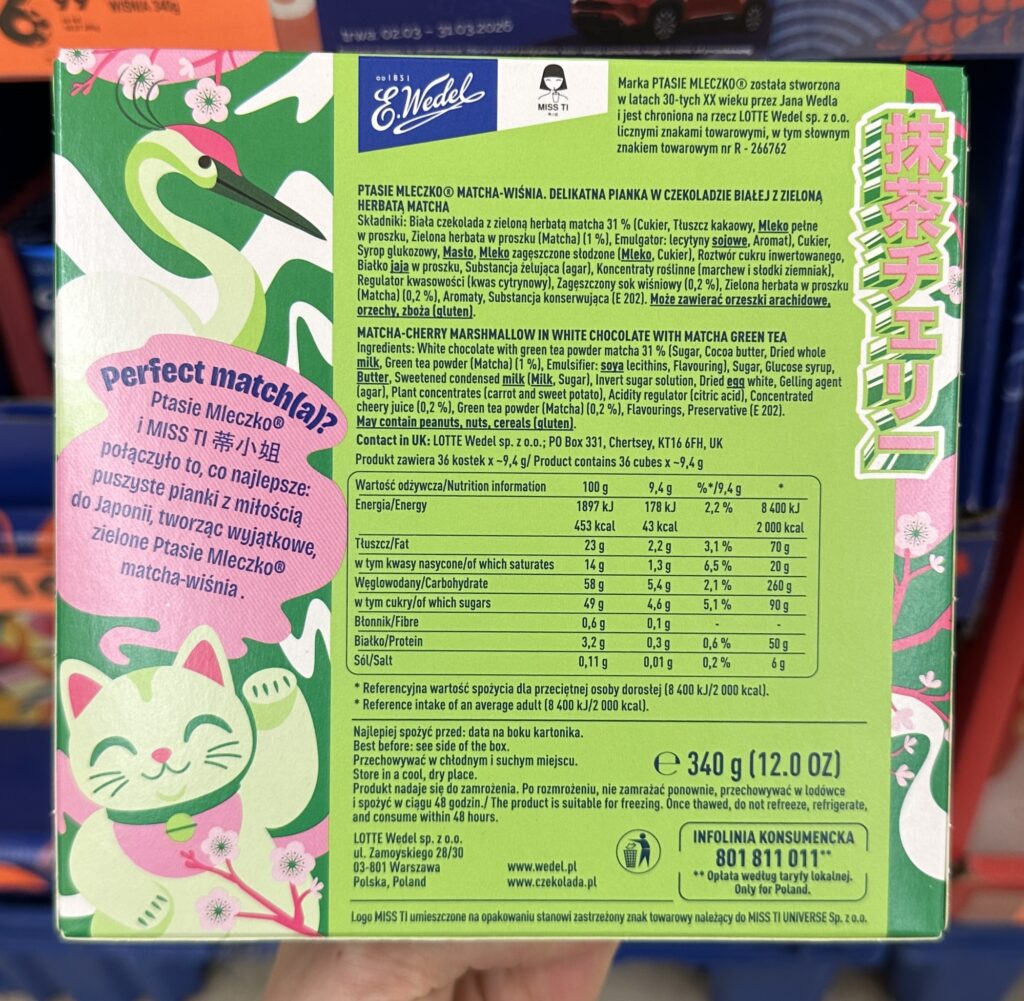 WIŚNIA 340g
trwa 02.03 - 31.03.2026
od 1851
E. Wedel
MISS TI
Marka PTASIE MLECZKO® została stworzona
w latach 30-tych XX wieku przez Jana Wedla
i jest chroniona na rzecz LOTTE Wedel sp. z o.o.
licznymi znakami towarowymi, w tym słownym
znakiem towarowym nr R - 266762
抹茶チェリー
PTASIE MLECZKO® MATCHA-WIŚNIA. DELIKATNA PIANKA W CZEKOLADZIE BIAŁEJ Z ZIELONĄ
HERBATĄ MATCHA
Składniki: Biała czekolada z zieloną herbatą matcha 31 % (Cukier, Tłuszcz kakaowy, Mleko pełne
w proszku, Zielona herbata w proszku (Matcha) (1 %), Emulgator: lecytyny sojowe, Aromat), Cukier,
Syrop glukozowy, Masło, Mleko zagęszczone słodzone (Mleko, Cukier), Roztwór cukru inwertowanego,
Białko jaja w proszku, Substancja żelująca (agar), Koncentraty roślinne (marchew i słodki ziemniak),
Regulator kwasowości (kwas cytrynowy), Zagęszczony sok wiśniowy (0,2 %), Zielona herbata w proszku
(Matcha) (0,2 %), Aromaty, Substancja konserwująca (E 202). Może zawierać orzeszki arachidowe,
orzechy, zboża (gluten).
MATCHA-CHERRY MARSHMALLOW IN WHITE CHOCOLATE WITH MATCHA GREEN TEA
Ingredients: White chocolate with green tea powder matcha 31 % (Sugar, Cocoa butter, Dried whole
milk, Green tea powder (Matcha) (1 %), Emulsifier: soya lecithins, Flavouring), Sugar, Glucose syrup,
Butter, Sweetened condensed milk (Milk, Sugar), Invert sugar solution, Dried egg white, Gelling agent
(agar), Plant concentrates (carrot and sweet potato), Acidity regulator (citric acid), Concentrated
cheery juice (0,2 %), Green tea powder (Matcha) (0,2 %), Flavourings, Preservative (E 202).
May contain peanuts, nuts, cereals (gluten).
Contact in UK: LOTTE Wedel sp. z o.o.; PO Box 331, Chertsey, KT16 6FH, UK
Produkt zawiera 36 kostek x ~9,4 g/ Product contains 36 cubes x ~9,4 g
Wartość odżywcza/Nutrition information 100 g 9,4 g %*/9,4 g *
Energia/Energy 1897 kJ 178 kJ 2,2 % 8 400 kJ
453 kcal 43 kcal 2 000 kcal
Tłuszcz/Fat 23 g 2,2 g 3,1 % 70 g
w tym kwasy nasycone/of which saturates 14 g 1,3 g 6,5 % 20 g
Węglowodany/Carbohydrate 58 g 5,4 g 2,1 % 260 g
w tym cukry/of which sugars 49 g 4,6 g 5,1 % 90 g
Błonnik/Fibre 0,6 g 0,1 g - -
Białko/Protein 3,2 g 0,3 g 0,6 % 50 g
Sól/Salt 0,11 g 0,01 g 0,2 % 6 g
* Referencyjna wartość spożycia dla przeciętnej osoby dorosłej (8 400 kJ/2 000 kcal).
* Reference intake of an average adult (8 400 kJ/2 000 kcal).
Perfect match(a)?
Ptasie Mleczko®
i MISS TI 蒂小姐
połączyło to, co najlepsze:
puszyste pianki z miłością
do Japonii, tworząc wyjątkowe,
zielone Ptasie Mleczko®
matcha-wiśnia.
Najlepiej spożyć przed: data na boku kartonika.
Best before: see side of the box.
Przechowywać w chłodnym i suchym miejscu.
Store in a cool, dry place.
℮ 340 g (12.0 OZ)
Produkt nadaje się do zamrożenia. Po rozmrożeniu, nie zamrażać ponownie, przechowywać w lodówce
i spożyć w ciągu 48 godzin./ The product is suitable for freezing. Once thawed, do not refreeze, refrigerate,
and consume within 48 hours.
LOTTE Wedel sp. z o.o.
ul. Zamoyskiego 28/30
03-801 Warszawa
Polska, Poland
www.wedel.pl
www.czekolada.pl
INFOLINIA KONSUMENCKA
801 811 011**
** Opłata według taryfy lokalnej.
Only for Poland.
Logo MISS TI umieszczone na opakowaniu stanowi zastrzeżony znak towarowy należący do MISS TI UNIVERSE Sp. z o.o.